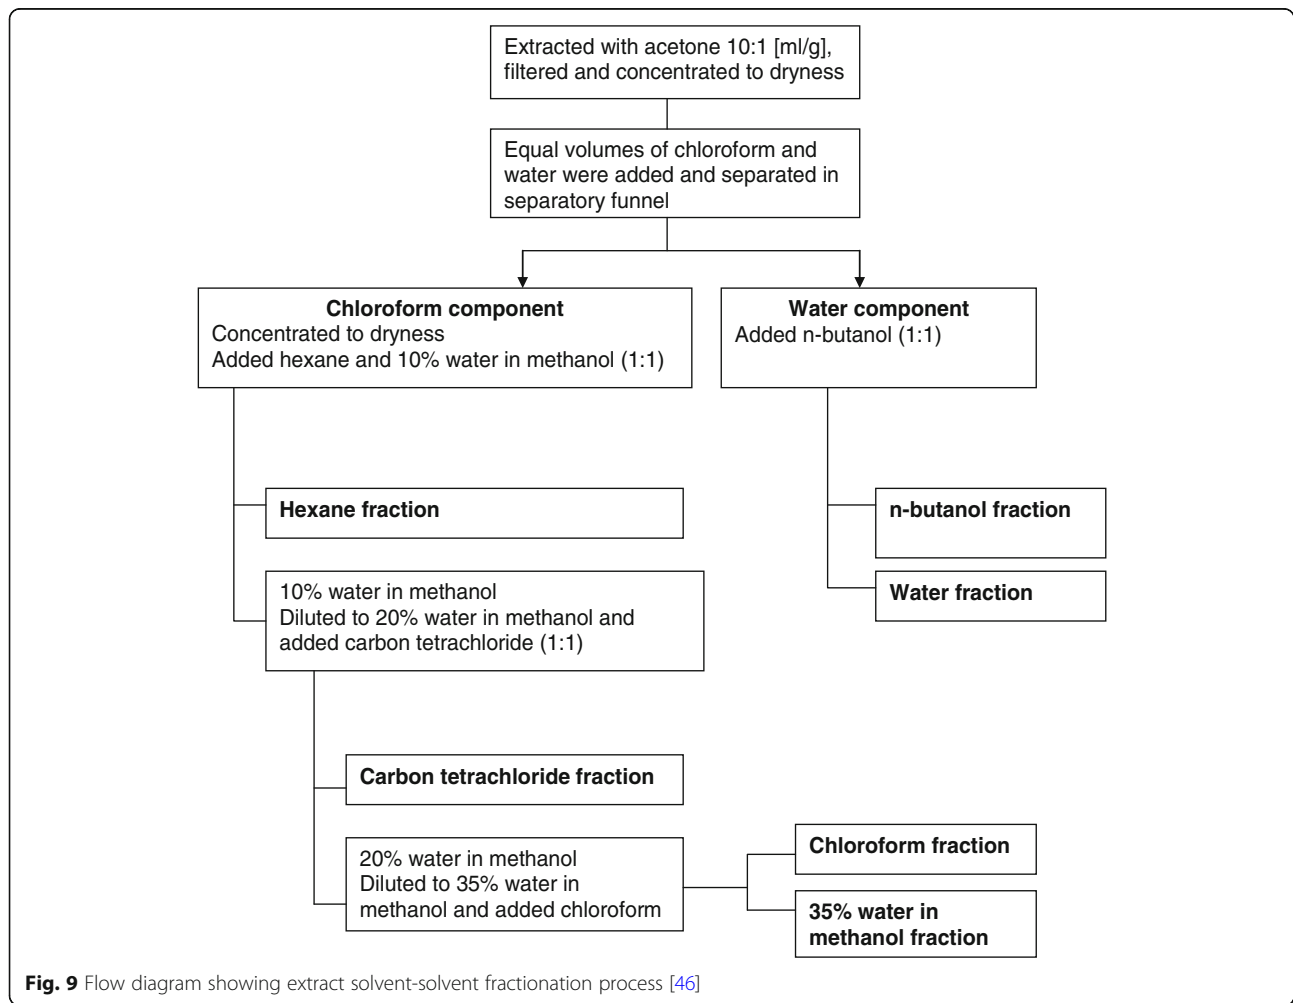 Extracted with acetone 10:1 [ml/g],
filtered and concentrated to dryness
Equal volumes of chloroform and
water were added and separated in
separatory funnel
Chloroform component
Concentrated to dryness
Added hexane and 10% water in methanol (1:1)
Water component
Added n-butanol (1:1)
Hexane fraction
10% water in methanol
Diluted to 20% water in methanol and
added carbon tetrachloride (1:1)
n-butanol fraction
Water fraction
Carbon tetrachloride fraction
20% water in methanol
Diluted to 35% water in
methanol and added chloroform
Chloroform fraction
35% water in
methanol fraction
Fig. 9 Flow diagram showing extract solvent-solvent fractionation process [46]